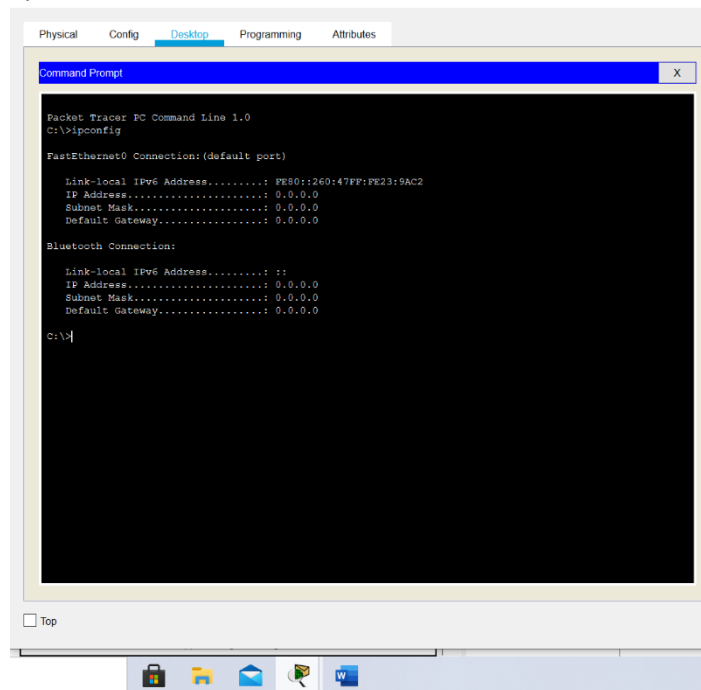 Physical Config Desktop Programming Attributes
Command Prompt X
Packet Tracer PC Command Line 1.0
C:\>ipconfig
FastEthernet0 Connection:(default port)
Link-local IPv6 Address.........: FE80::260:47FF:FE23:9AC2
IP Address......................: 0.0.0.0
Subnet Mask.....................: 0.0.0.0
Default Gateway.................: 0.0.0.0
Bluetooth Connection:
Link-local IPv6 Address.........: ::
IP Address......................: 0.0.0.0
Subnet Mask.....................: 0.0.0.0
Default Gateway.................: 0.0.0.0
C:\>
Top
W